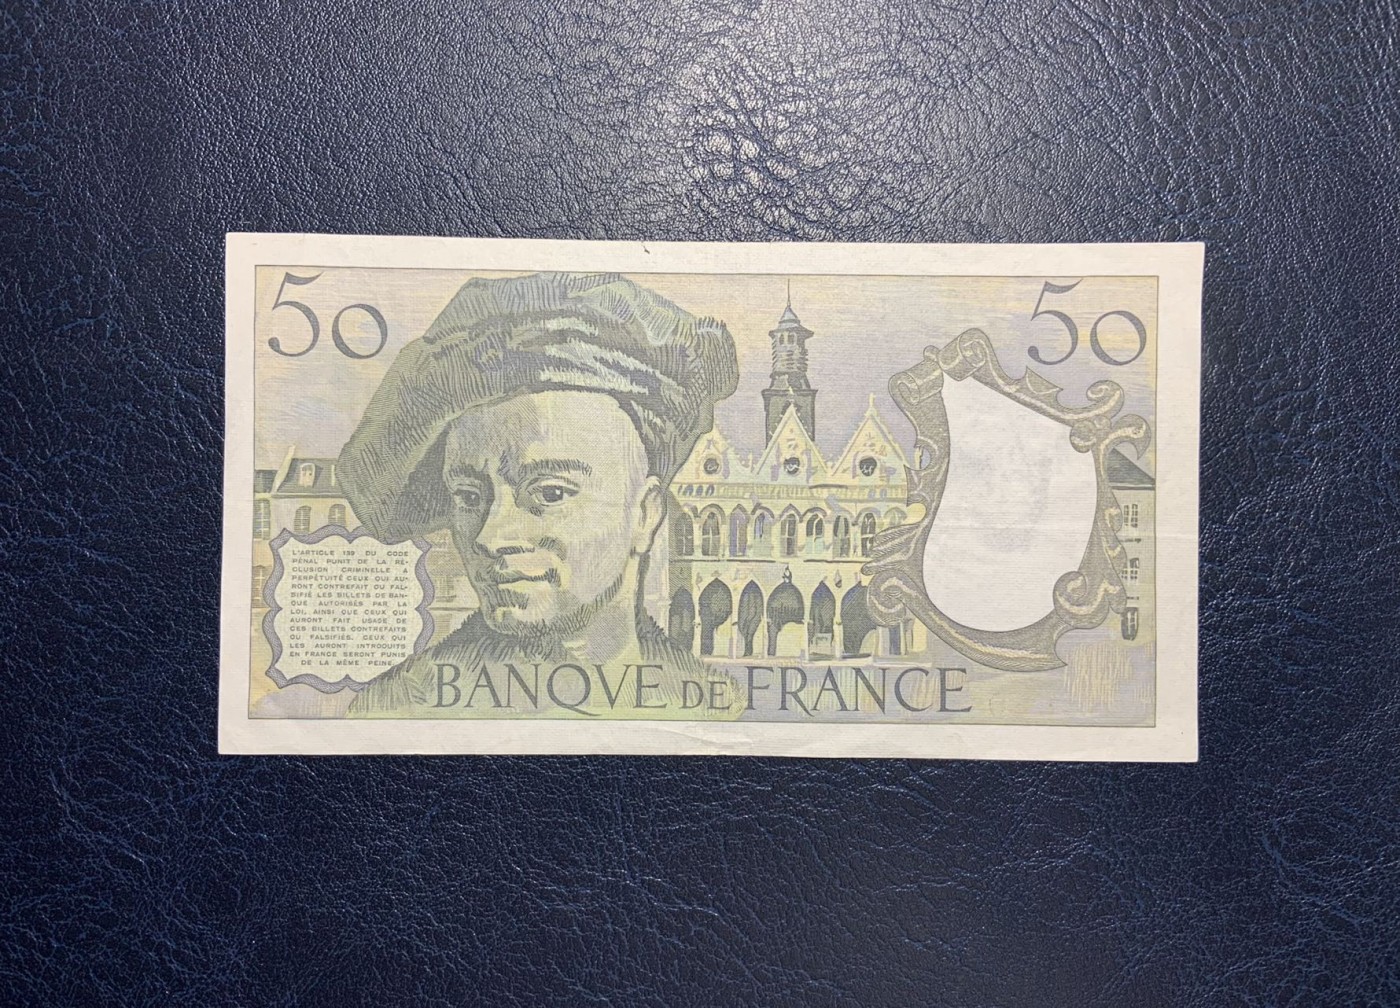 50
50
L'ARTICLE 139 DU CODE
PÉNAL PUNIT DE LA RÉ-
CLUSION CRIMINELLE A
PERPÉTUITÉ CEUX QUI AU-
RONT CONTREFAIT OU FAL-
SIFIÉ LES BILLETS DE BAN-
QUE AUTORISÉS PAR LA
LOI, AINSI QUE CEUX QUI
AURONT FAIT USAGE DE
CES BILLETS CONTREFAITS
OU FALSIFIÉS. CEUX QUI
LES AURONT INTRODUITS
EN FRANCE SERONT PUNIS
DE LA MÊME PEINE.
BANQVE DE FRANCE